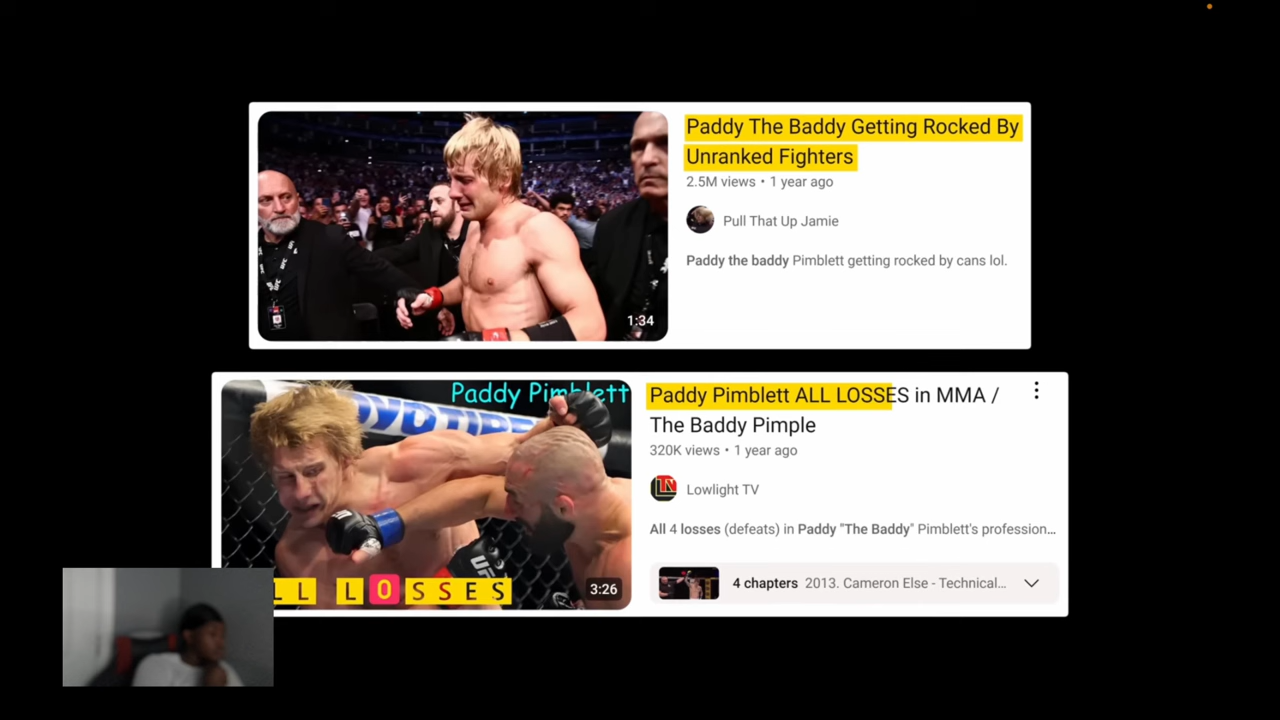 Paddy The Baddy Getting Rocked By
Unranked Fighters
2.5M views • 1 year ago
Pull That Up Jamie
Paddy the baddy Pimblett getting rocked by cans lol.
1:34
Paddy Pimblett
Paddy Pimblett ALL LOSSES in MMA /
The Baddy Pimple
320K views • 1 year ago
Lowlight TV
All 4 losses (defeats) in Paddy "The Baddy" Pimblett's profession...
4 chapters 2013. Cameron Else - Technical...
LL LOSSES
3:26
UFC